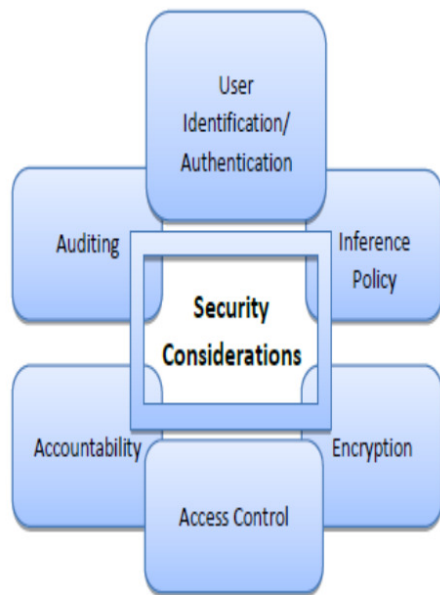 User
Identification/
Authentication
Auditing
Inference
Policy
Security
Considerations
Accountability
Encryption
Access Control